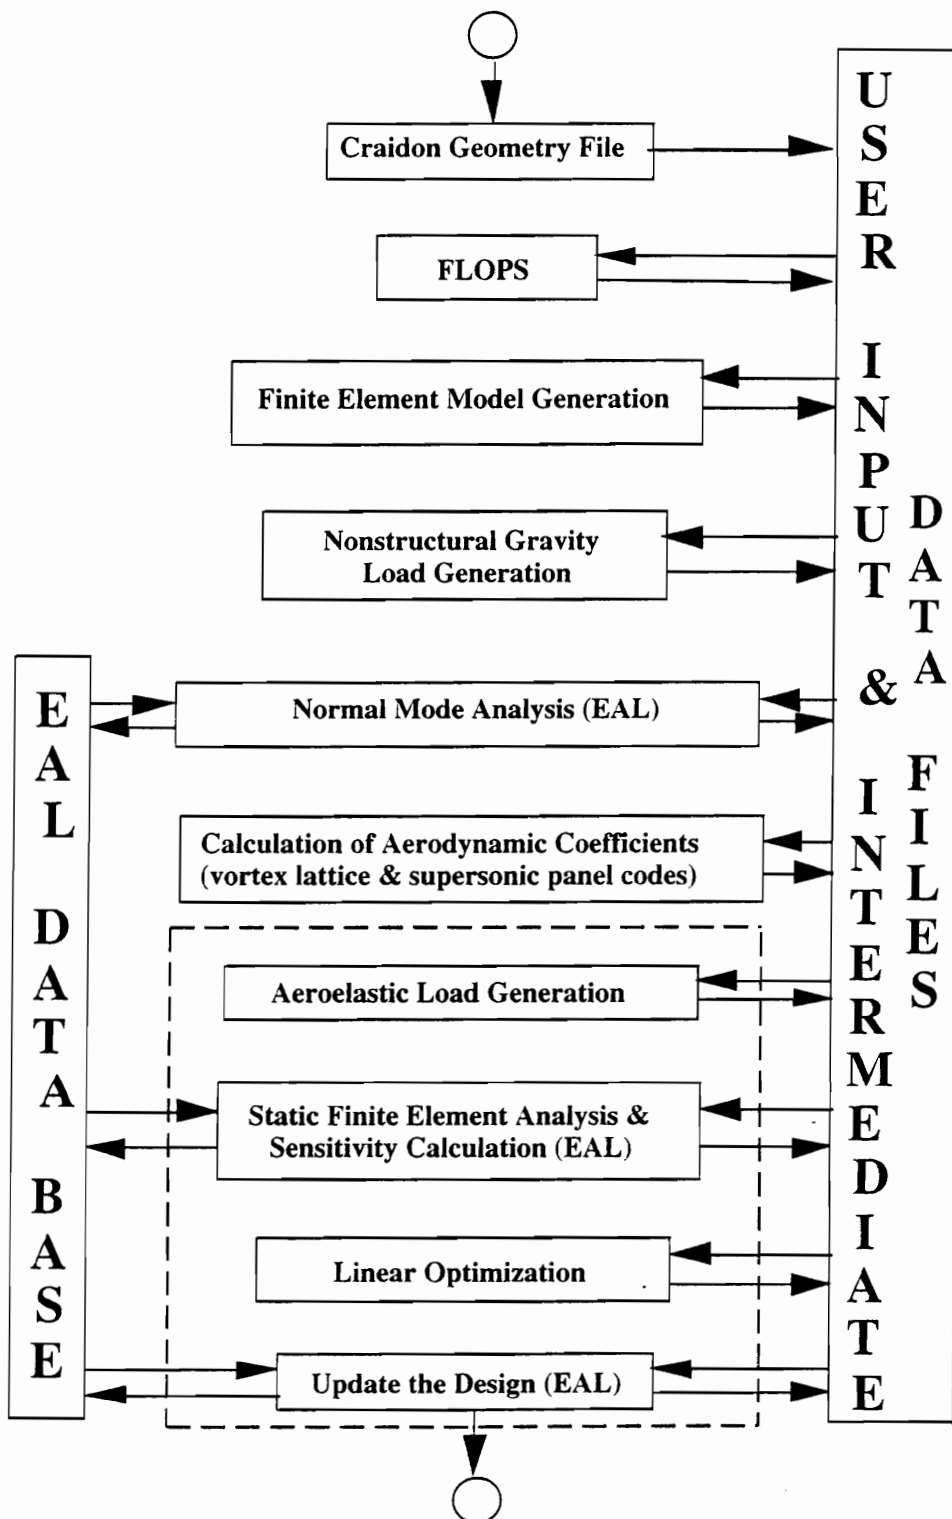 Craidon Geometry File
FLOPS
Finite Element Model Generation
Nonstructural Gravity
Load Generation
Normal Mode Analysis (EAL)
Calculation of Aerodynamic Coefficients
(vortex lattice & supersonic panel codes)
Aeroelastic Load Generation
Static Finite Element Analysis &
Sensitivity Calculation (EAL)
Linear Optimization
Update the Design (EAL)
EAL DATA BASE
USER INPUT & INTERMEDIATE
DATA FILES